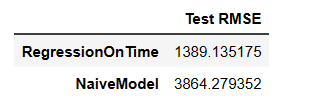 Test RMSE
RegressionOnTime 1389.135175
NaiveModel 3864.279352